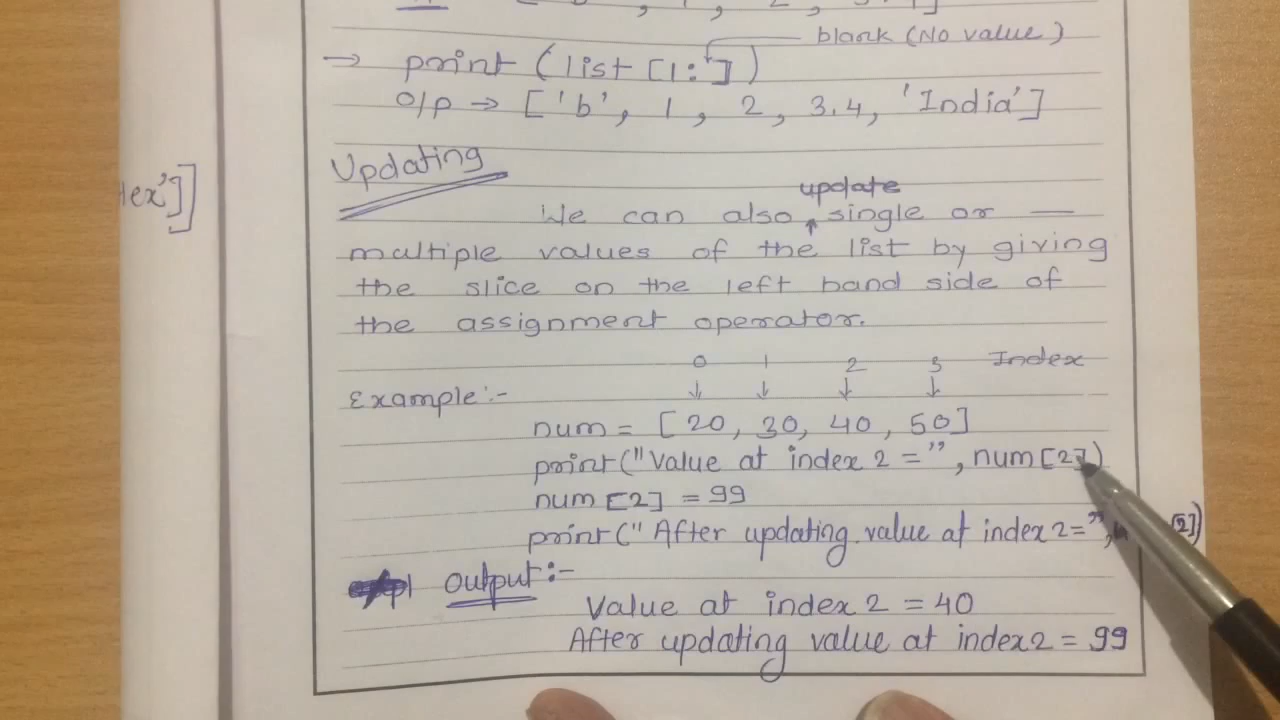 blank (No value)
→ print (list [1:])
o/p → ['b', 1, 2, 3.4, 'India']
tex']]
Updating
update
We can also single or —
multiple values of the list by giving
the slice on the left hand side of
the assignment operator.
0 1 2 3 Index
Example:-
num = [20, 30, 40, 50]
print("Value at index 2 =", num[2])
num[2] = 99
print(" After updating value at index 2=", [2])
output:-
Value at index 2 = 40
After updating value at index 2 = 99